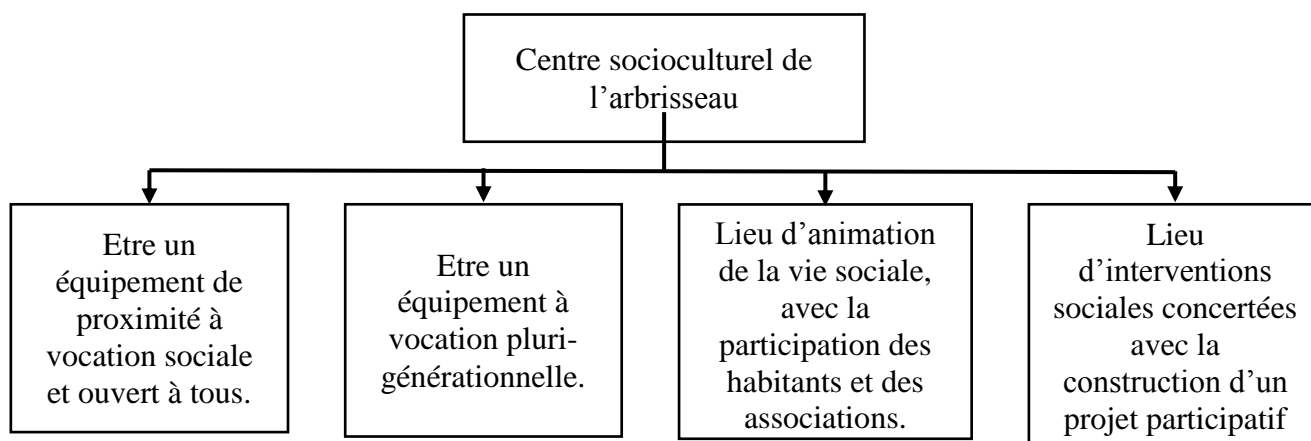 Centre socioculturel de
l’arbrisseau
Etre un
équipement de
proximité à
vocation sociale
et ouvert à tous.
Etre un
équipement à
vocation pluri-
générationnelle.
Lieu d’animation
de la vie sociale,
avec la
participation des
habitants et des
associations.
Lieu
d’interventions
sociales concertées
avec la
construction d’un
projet participatif